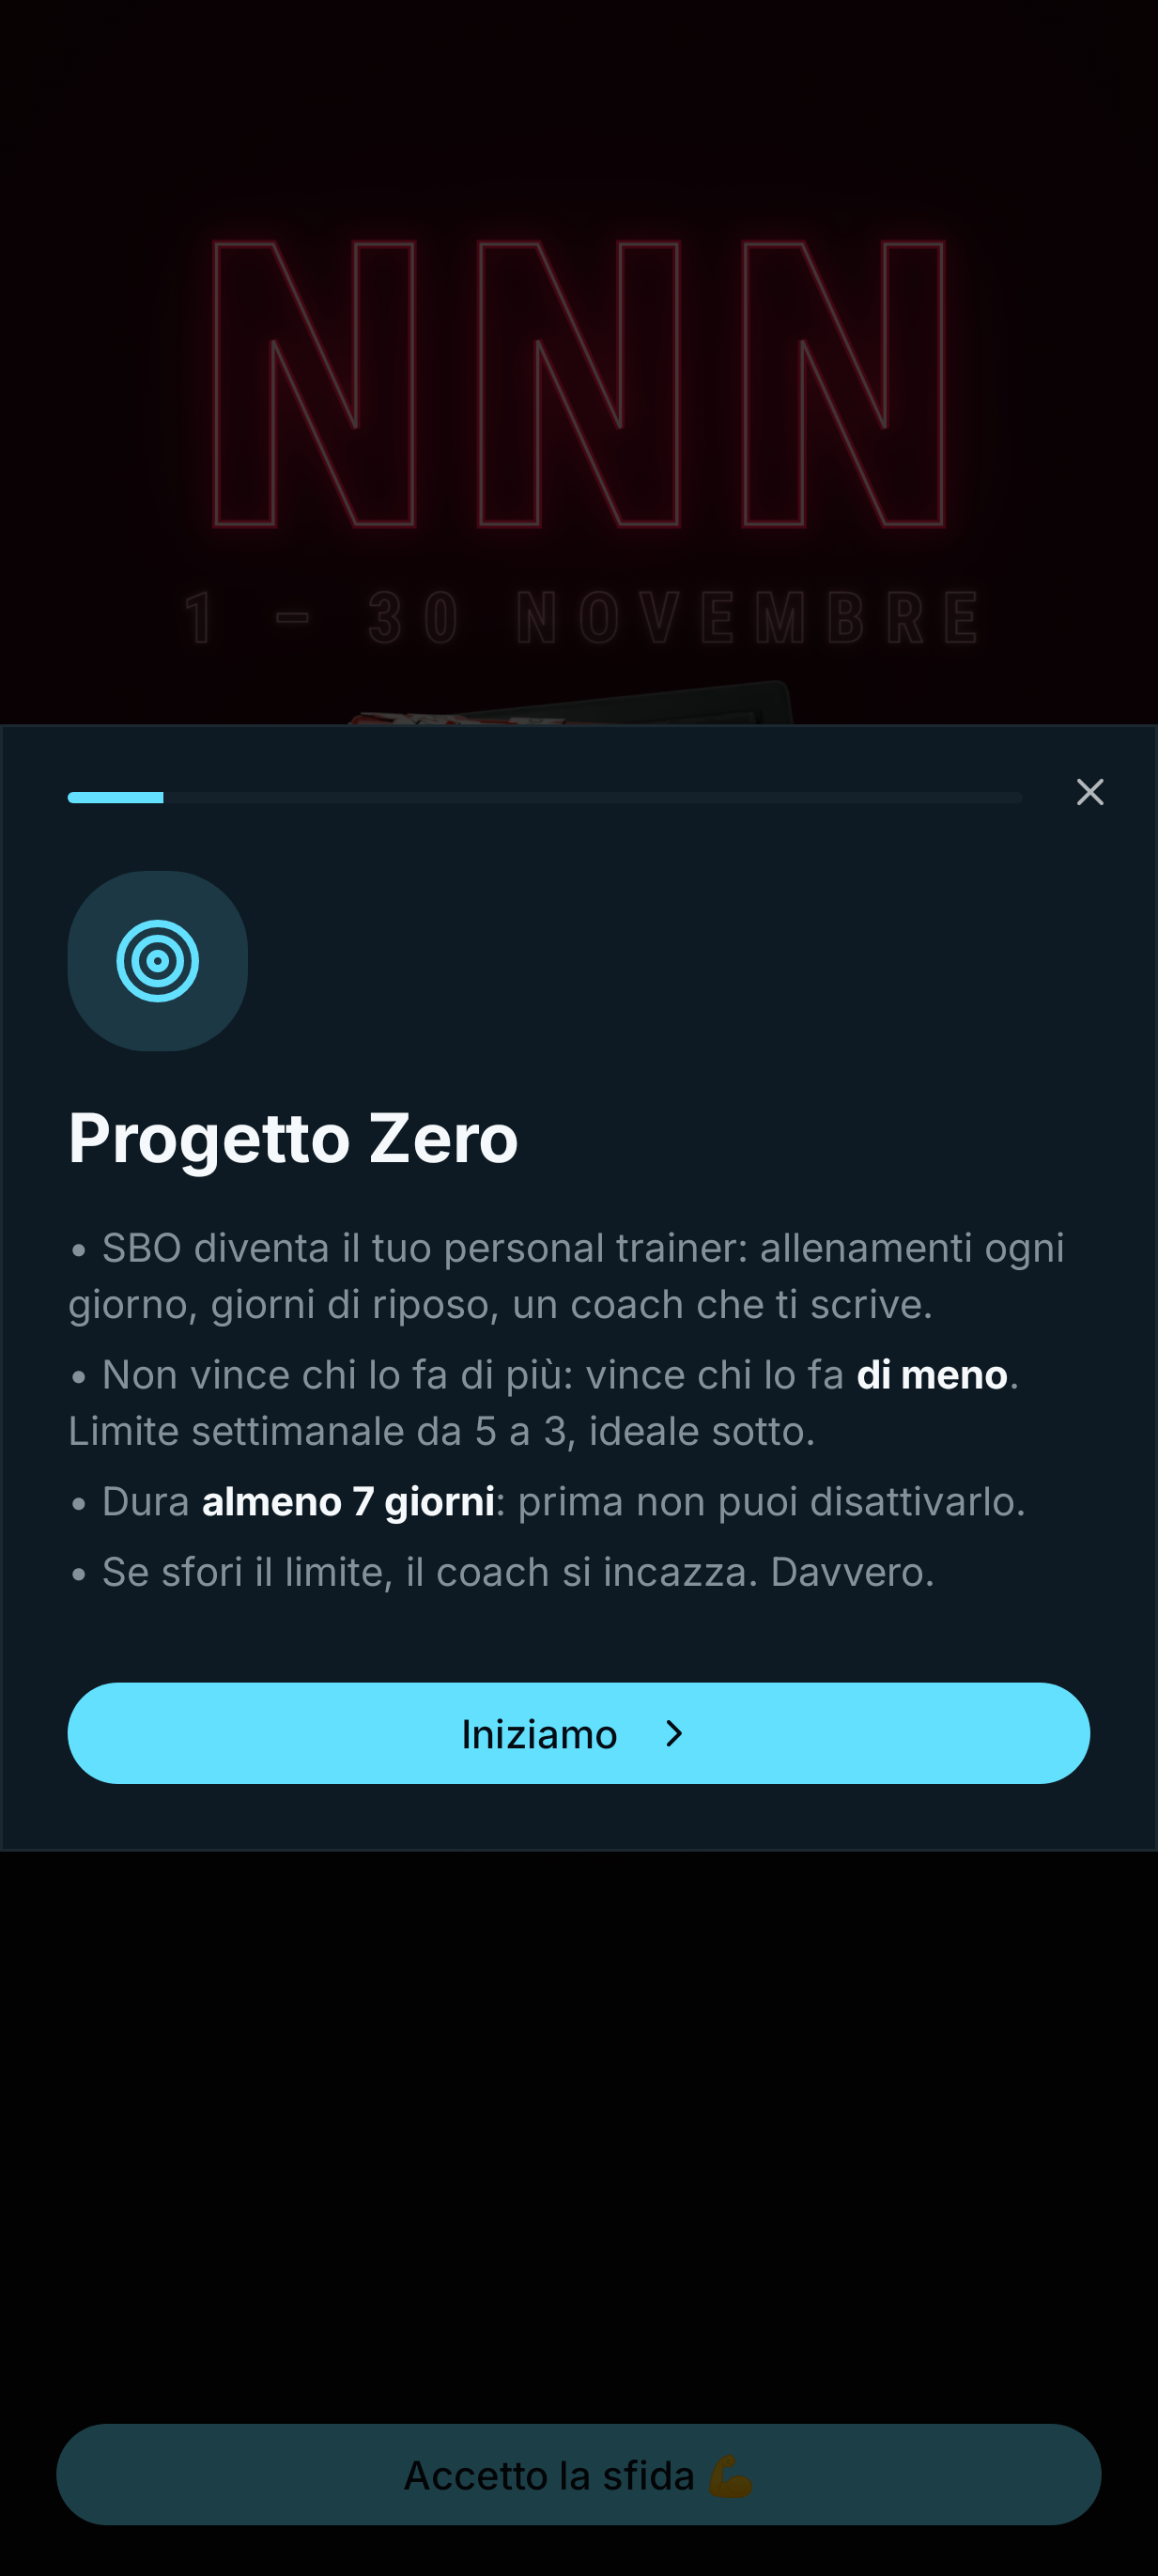 NNN
1 – 30 NOVEMBRE
Progetto Zero
• SBO diventa il tuo personal trainer: allenamenti ogni
giorno, giorni di riposo, un coach che ti scrive.
• Non vince chi lo fa di più: vince chi lo fa di meno.
Limite settimanale da 5 a 3, ideale sotto.
• Dura almeno 7 giorni: prima non puoi disattivarlo.
• Se sfori il limite, il coach si incazza. Davvero.
Iniziamo
Accetto la sfida 💪